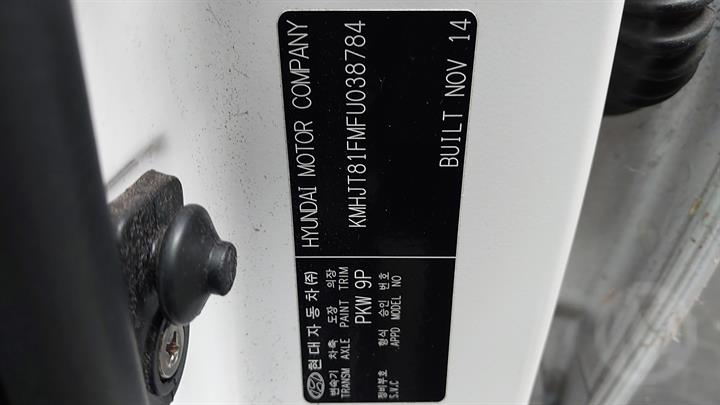 현대자동차(주) HYUNDAI MOTOR COMPANY
변속기 차축 도장 의장
TRANSM AXLE PAINT TRIM
PKW 9P KMHJT81FMFU038784
형식 승인 번호
APPD MODEL NO
정비부호
S.V.C BUILT NOV 14